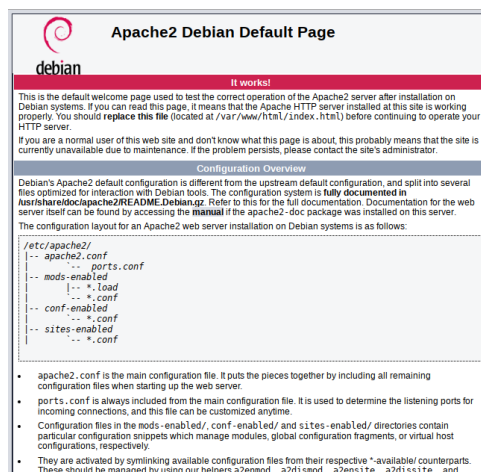 Apache2 Debian Default Page
debian
It works!
This is the default welcome page used to test the correct operation of the Apache2 server after installation on
Debian systems. If you can read this page, it means that the Apache HTTP server installed at this site is working
properly. You should replace this file (located at /var/www/html/index.html) before continuing to operate your
HTTP server.
If you are a normal user of this web site and don't know what this page is about, this probably means that the site is
currently unavailable due to maintenance. If the problem persists, please contact the site's administrator.
Configuration Overview
Debian's Apache2 default configuration is different from the upstream default configuration, and split into several
files optimized for interaction with Debian tools. The configuration system is fully documented in
/usr/share/doc/apache2/README.Debian.gz. Refer to this for the full documentation. Documentation for the web
server itself can be found by accessing the manual if the apache2-doc package was installed on this server.
The configuration layout for an Apache2 web server installation on Debian systems is as follows:
/etc/apache2/
|-- apache2.conf
|       `--  ports.conf
|-- mods-enabled
|       |-- *.load
|       `-- *.conf
|-- conf-enabled
|       `-- *.conf
|-- sites-enabled
|       `-- *.conf
• apache2.conf is the main configuration file. It puts the pieces together by including all remaining
configuration files when starting up the web server.
• ports.conf is always included from the main configuration file. It is used to determine the listening ports for
incoming connections, and this file can be customized anytime.
• Configuration files in the mods-enabled/, conf-enabled/ and sites-enabled/ directories contain
particular configuration snippets which manage modules, global configuration fragments, or virtual host
configurations, respectively.
• They are activated by symlinking available configuration files from their respective *-available/ counterparts.
These should be managed by using our helpers a2enmod, a2dismod, a2ensite, a2dissite, and